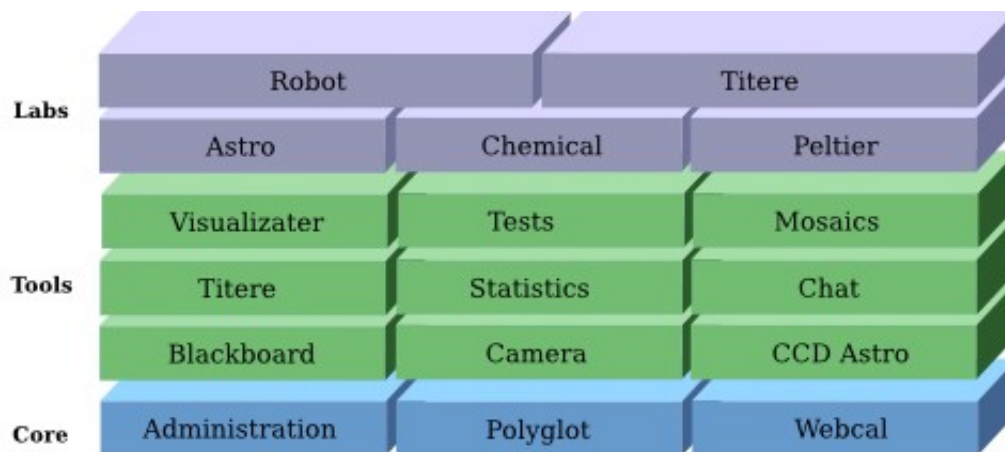 Robot Titere
Labs
Astro Chemical Peltier
Visualizater Tests Mosaics
Tools Titere Statistics Chat
Blackboard Camera CCD Astro
Core Administration Polyglot Webcal